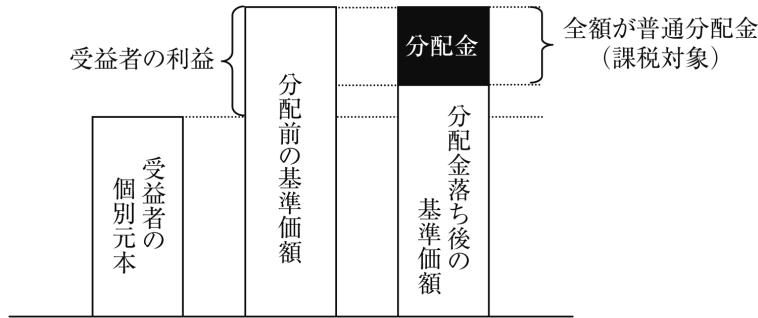 受益者の利益
受益者の
個別元本
分配前の基準価額
分配金
分配金落ち後の
基準価額
全額が普通分配金
（課税対象）